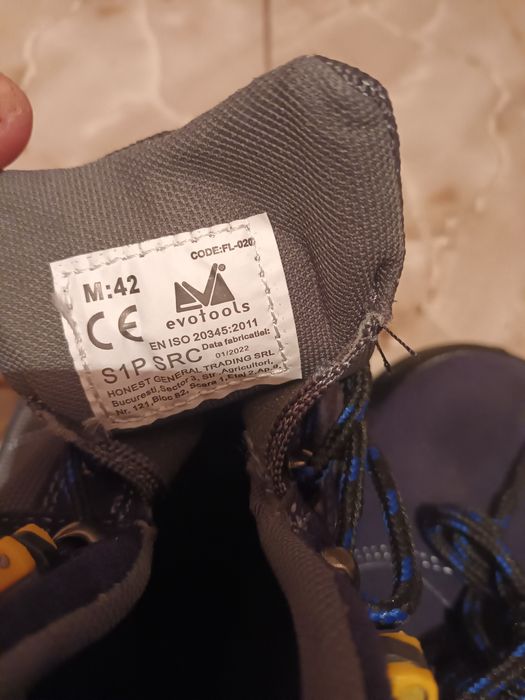 CODE:FL-020
M:42
evotools
CE
EN ISO 20345:2011
Data fabricatiei:
S1P SRC 01/2022
HONEST GENERAL TRADING SRL
Bucuresti,Sector 3, Str .Agricultori,
Nr. 121, Bloc 82, Scara 1,Etaj 2,Ap.9,